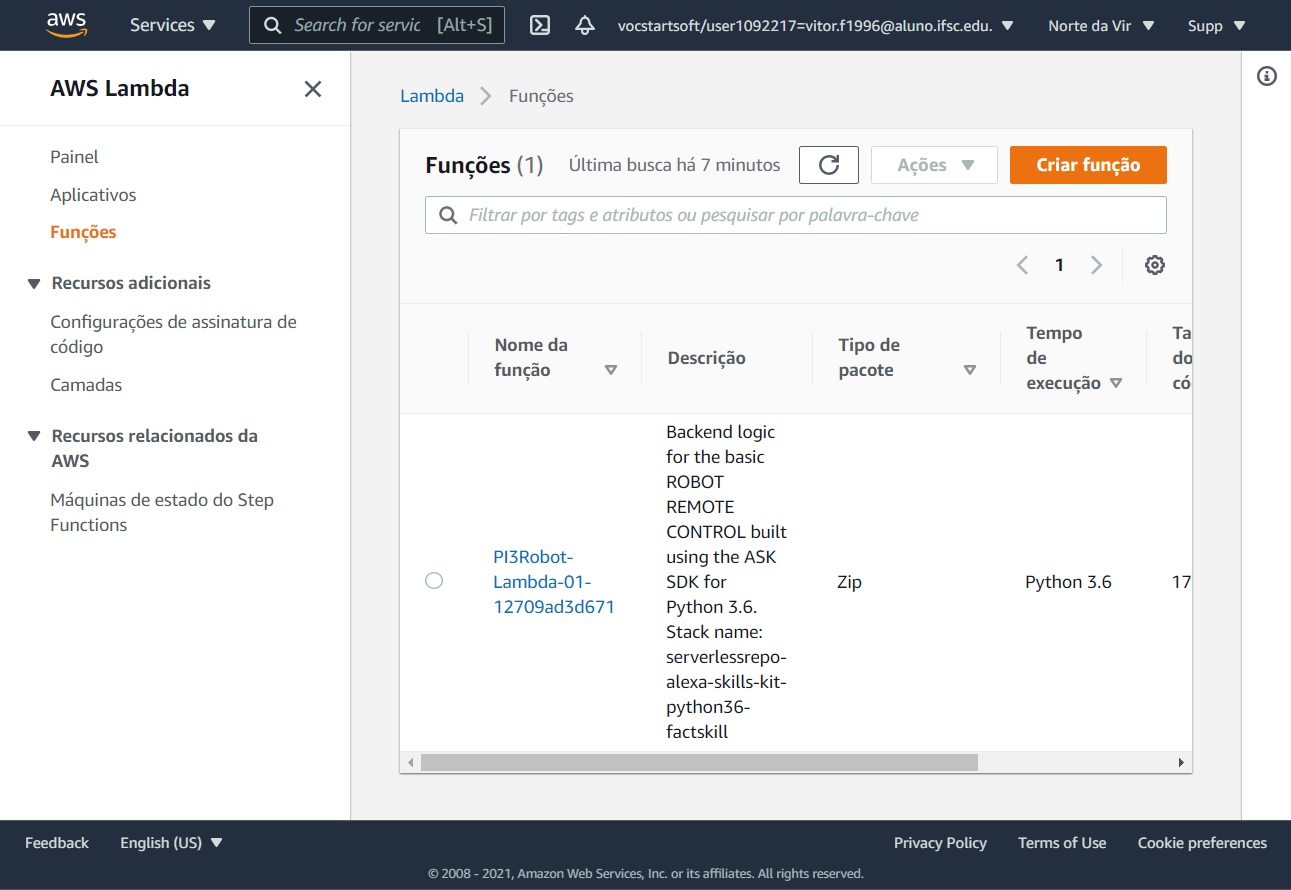 aws
Services
Search for servic [Alt+S]
vocstartsoft/user1092217=vitor.f1996@aluno.ifsc.edu.
Norte da Vir
Supp
AWS Lambda
Painel
Aplicativos
Funções
Recursos adicionais
Configurações de assinatura de
código
Camadas
Recursos relacionados da
AWS
Máquinas de estado do Step
Functions
Lambda > Funções
Funções (1)
Última busca há 7 minutos
Ações
Criar função
Filtrar por tags e atributos ou pesquisar por palavra-chave
1
Nome da
função
Descrição
Tipo de
pacote
Tempo
de
execução
Ta
do
có
PI3Robot-
Lambda-01-
12709ad3d671
Backend logic
for the basic
ROBOT
REMOTE
CONTROL built
using the ASK
SDK for
Python 3.6.
Stack name:
serverlessrepo-
alexa-skills-kit-
python36-
factskill
Zip
Python 3.6
17
Feedback
English (US)
Privacy Policy
Terms of Use
Cookie preferences
© 2008 - 2021, Amazon Web Services, Inc. or its affiliates. All rights reserved.